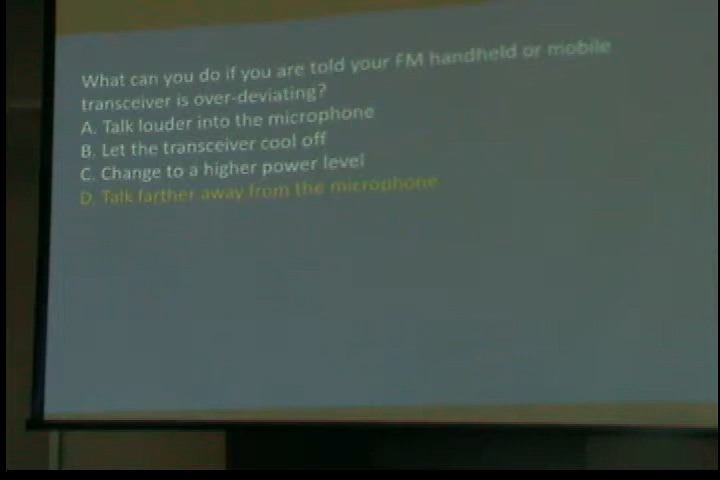 What can you do if you are told your FM handheld or mobile
transceiver is over-deviating?
A. Talk louder into the microphone
B. Let the transceiver cool off
C. Change to a higher power level
D. Talk farther away from the microphone